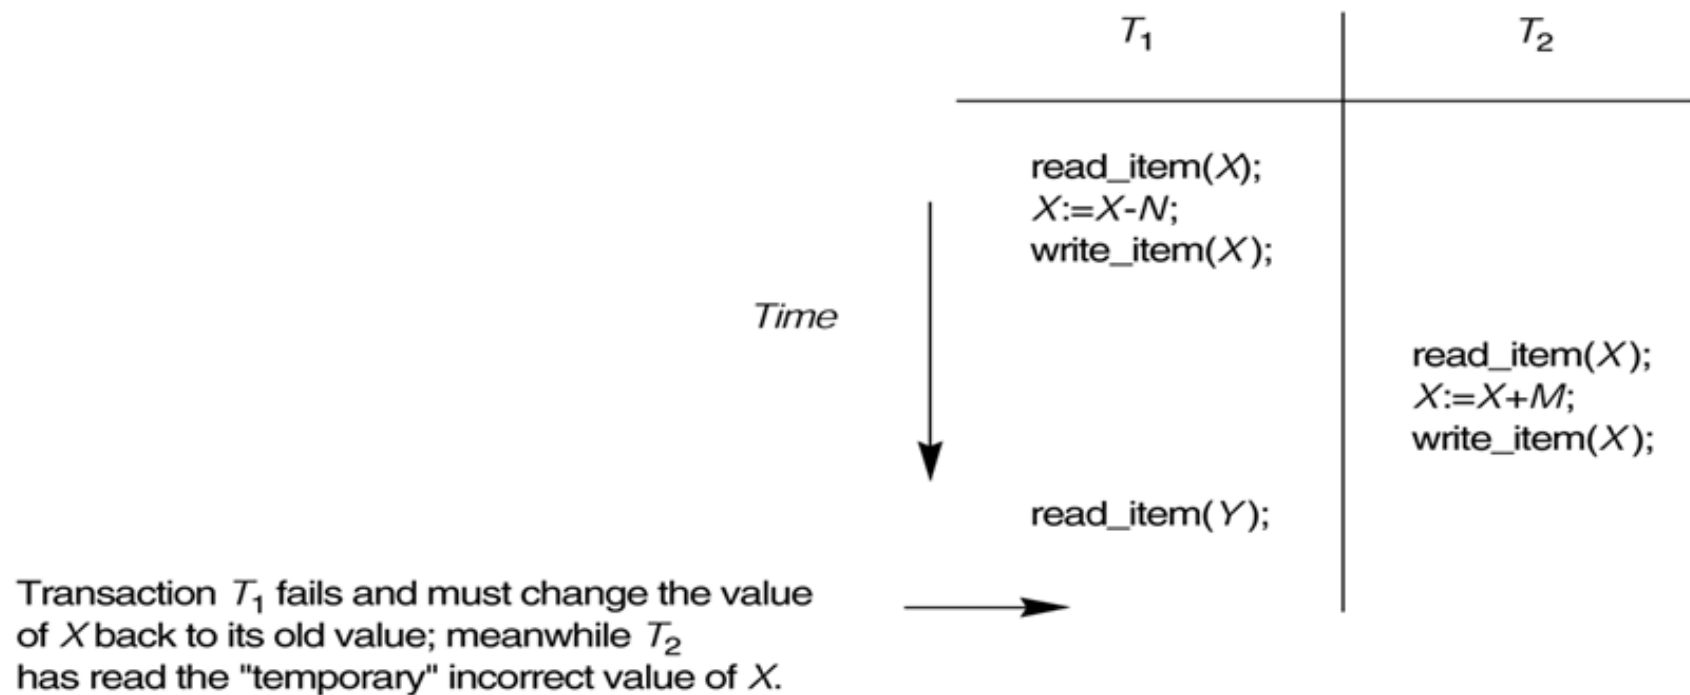 T₁ T₂
read_item(X);
X:=X-N;
write_item(X);
Time
read_item(X);
X:=X+M;
write_item(X);
read_item(Y);
Transaction T₁ fails and must change the value
of X back to its old value; meanwhile T₂
has read the "temporary" incorrect value of X.